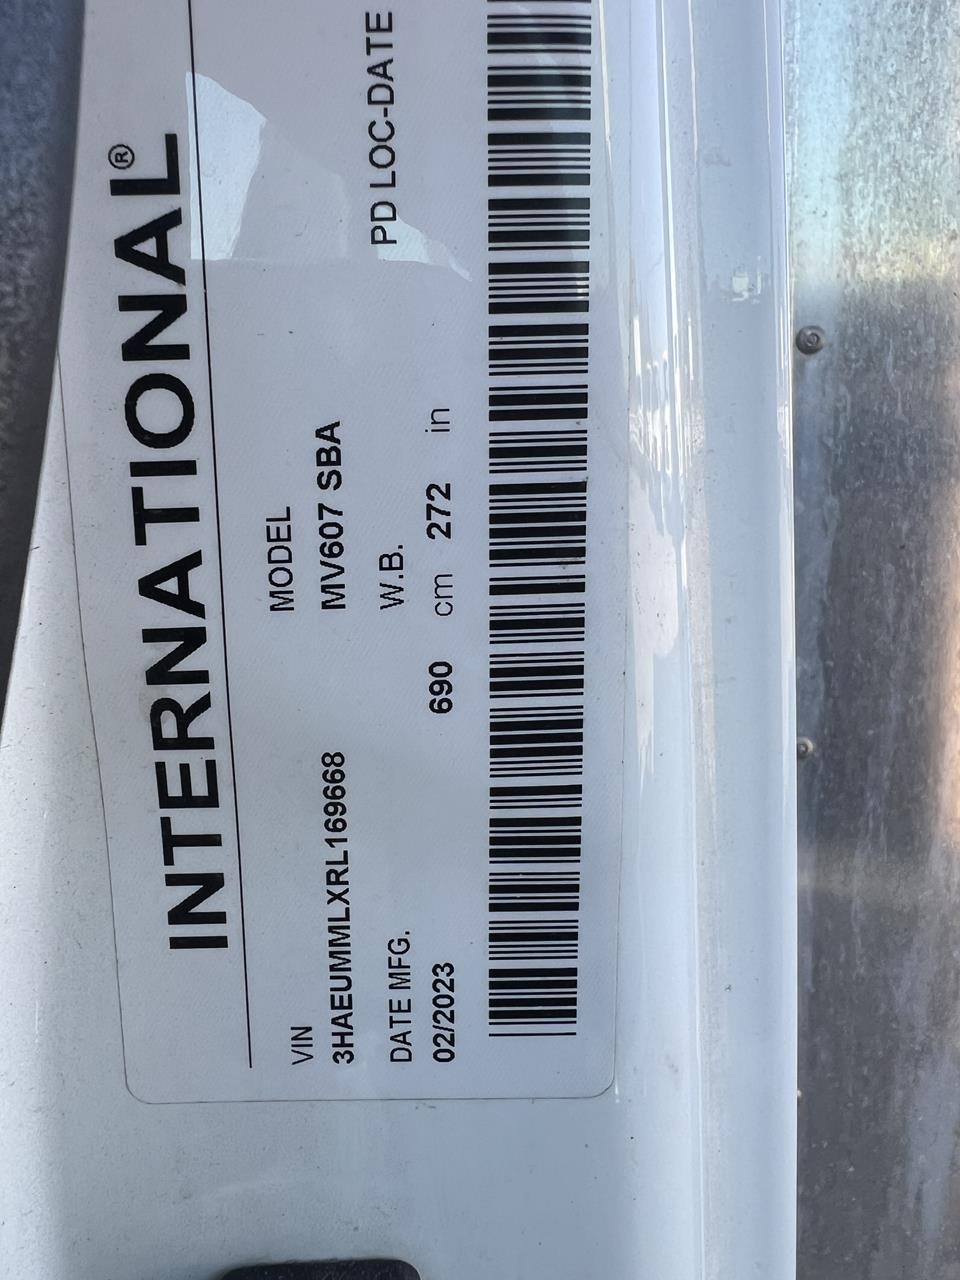 INTERNATIONAL®
VIN MODEL
3HAEUMMLXRL169668 MV607 SBA
DATE MFG. W.B. PD LOC-DATE
02/2023 690 cm 272 in